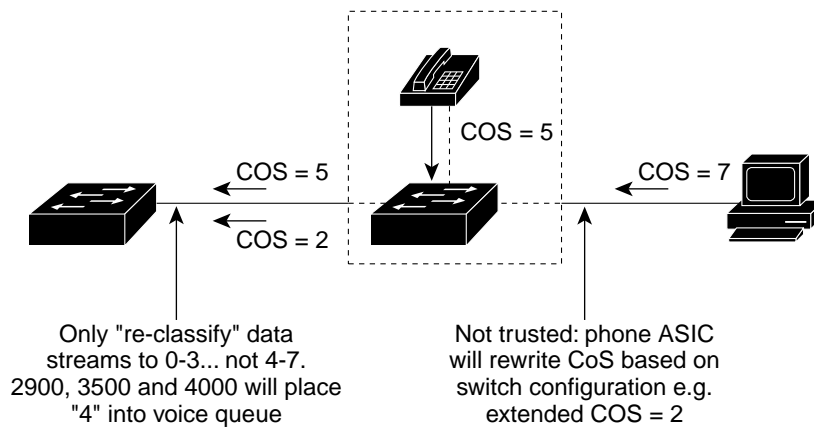 COS = 5
COS = 5
COS = 7
COS = 2
Only "re-classify" data
streams to 0-3... not 4-7.
2900, 3500 and 4000 will place
"4" into voice queue
Not trusted: phone ASIC
will rewrite CoS based on
switch configuration e.g.
extended COS = 2